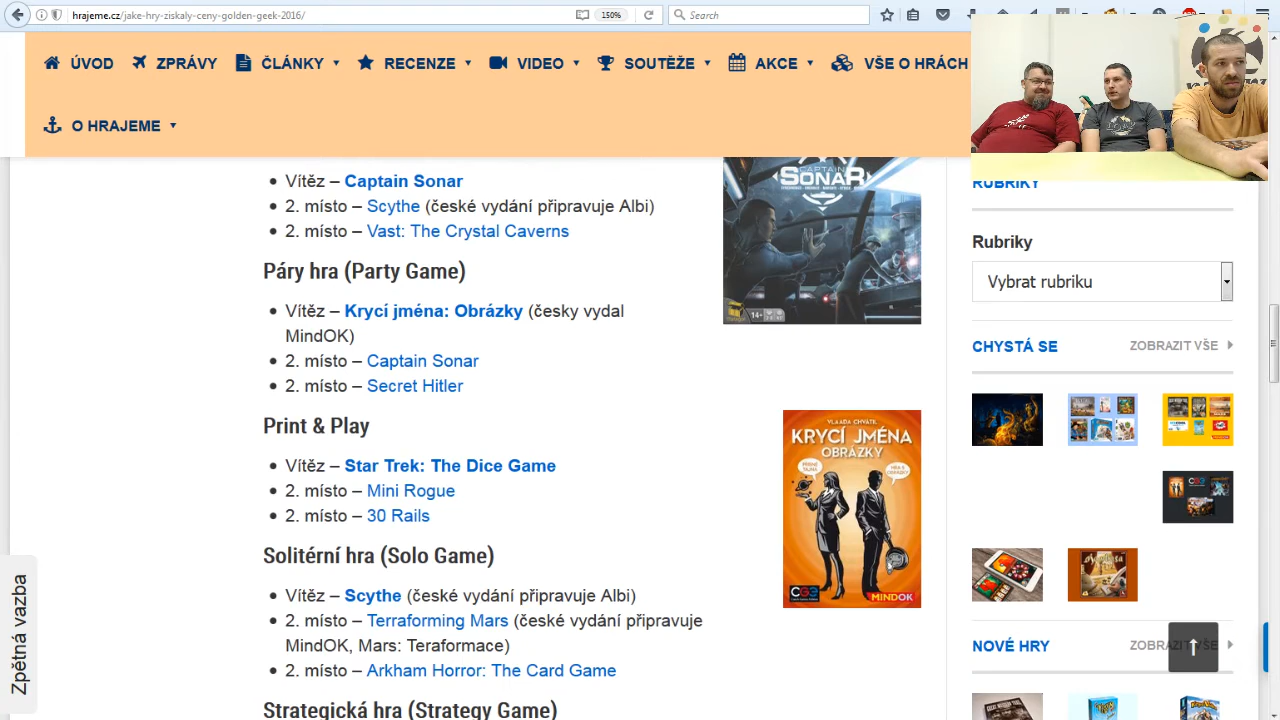 hrajeme.cz/jake-hry-ziskaly-ceny-golden-geek-2016/
150%
Search
ÚVOD
ZPRÁVY
ČLÁNKY
RECENZE
VIDEO
SOUTĚŽE
AKCE
VŠE O HRÁCH
O HRAJEME
Vítěz – Captain Sonar
2. místo – Scythe (české vydání připravuje Albi)
2. místo – Vast: The Crystal Caverns
Páry hra (Party Game)
Vítěz – Krycí jména: Obrázky (česky vydal
MindOK)
2. místo – Captain Sonar
2. místo – Secret Hitler
Print & Play
Vítěz – Star Trek: The Dice Game
2. místo – Mini Rogue
2. místo – 30 Rails
Solitérní hra (Solo Game)
Vítěz – Scythe (české vydání připravuje Albi)
2. místo – Terraforming Mars (české vydání připravuje
MindOK, Mars: Teraformace)
2. místo – Arkham Horror: The Card Game
Strategická hra (Strategy Game)
CAPTAIN
SONAR
14+
VLAADA CHVÁTIL
KRYCÍ JMÉNA
OBRÁZKY
CGE
MINDOK
RUBRIKY
Rubriky
Vybrat rubriku
CHYSTÁ SE
ZOBRAZIT VŠE
NOVÉ HRY
ZOBRAZIT VŠE
Zpětná vazba